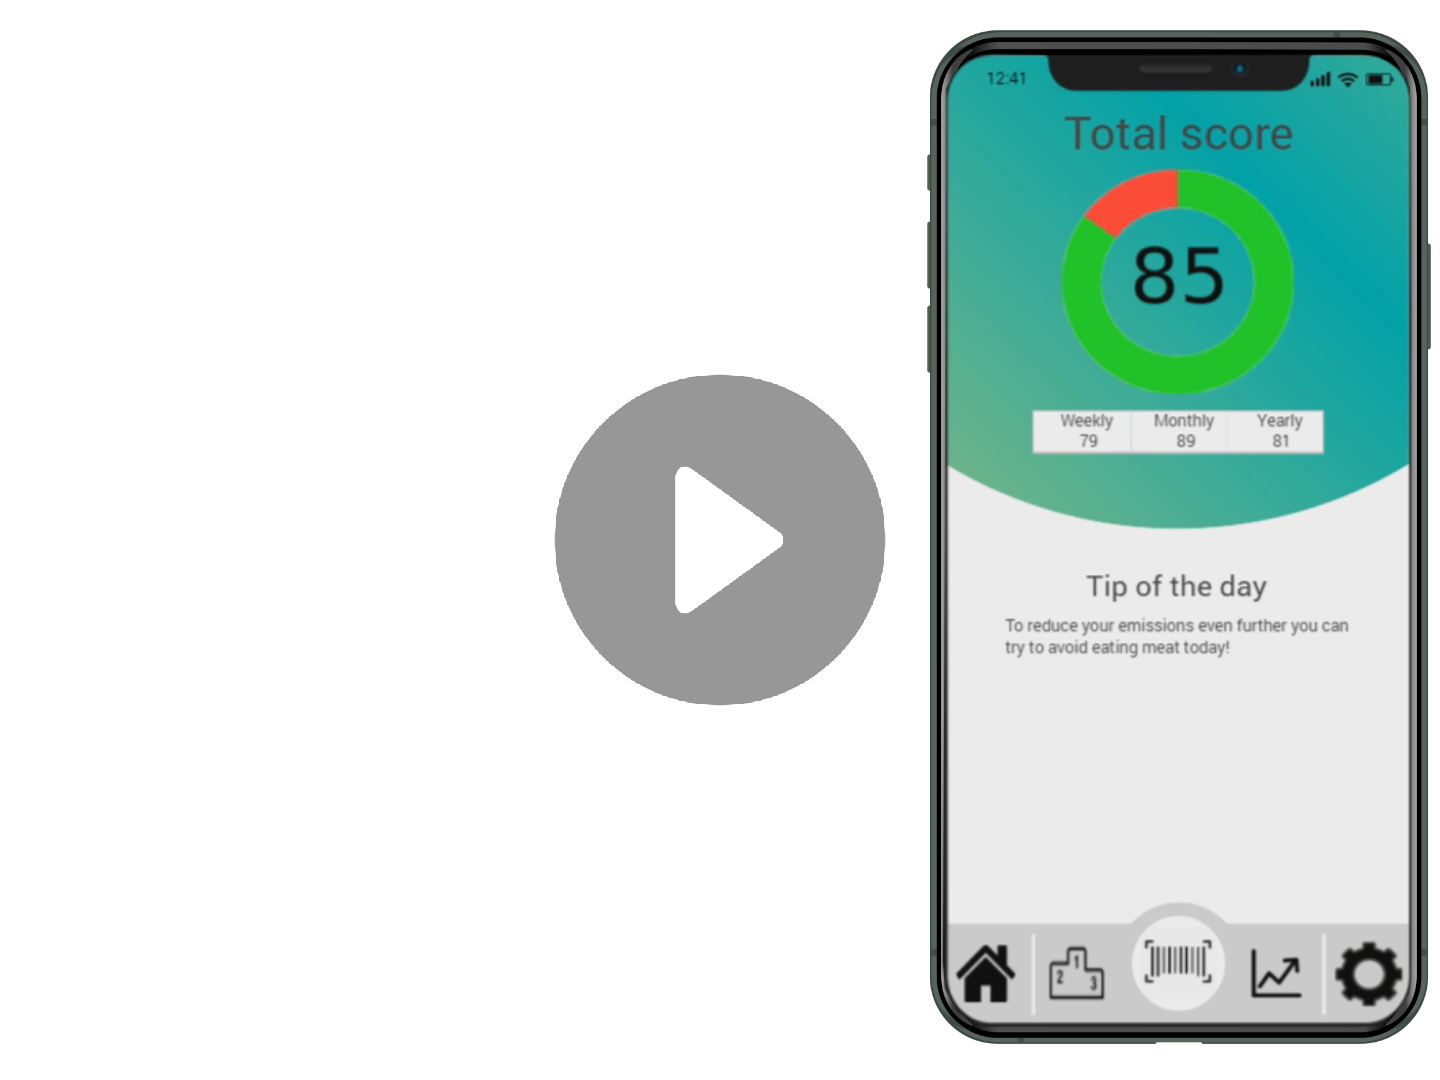 12:41
Total score
85
Weekly Monthly Yearly
79 89 81
Tip of the day
To reduce your emissions even further you can
try to avoid eating meat today!
1
2 3